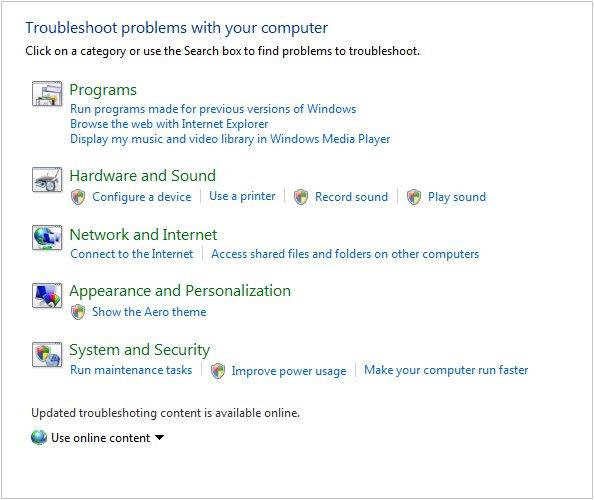 Troubleshoot problems with your computer
Click on a category or use the Search box to find problems to troubleshoot.
Programs
Run programs made for previous versions of Windows
Browse the web with Internet Explorer
Display my music and video library in Windows Media Player
Hardware and Sound
Configure a device Use a printer Record sound Play sound
Network and Internet
Connect to the Internet Access shared files and folders on other computers
Appearance and Personalization
Show the Aero theme
System and Security
Run maintenance tasks Improve power usage Make your computer run faster
Updated troubleshoting content is available online.
Use online content